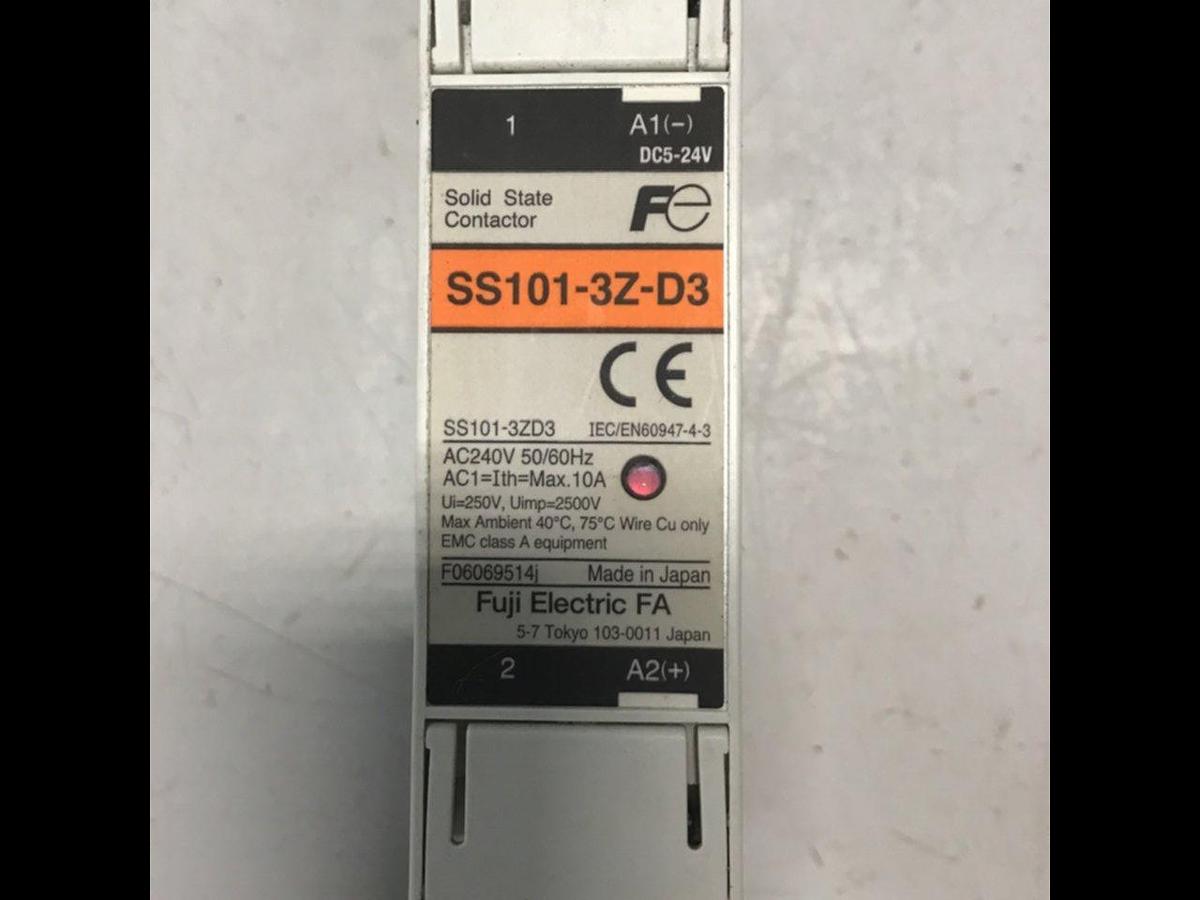 1 A1(-)
DC5-24V
Solid State
Contactor
Fe
SS101-3Z-D3
CE
SS101-3ZD3 IEC/EN60947-4-3
AC240V 50/60Hz
AC1=Ith=Max.10A
Ui=250V, Uimp=2500V
Max Ambient 40°C, 75°C Wire Cu only
EMC class A equipment
F06069514j Made in Japan
Fuji Electric FA
5-7 Tokyo 103-0011 Japan
2 A2(+)